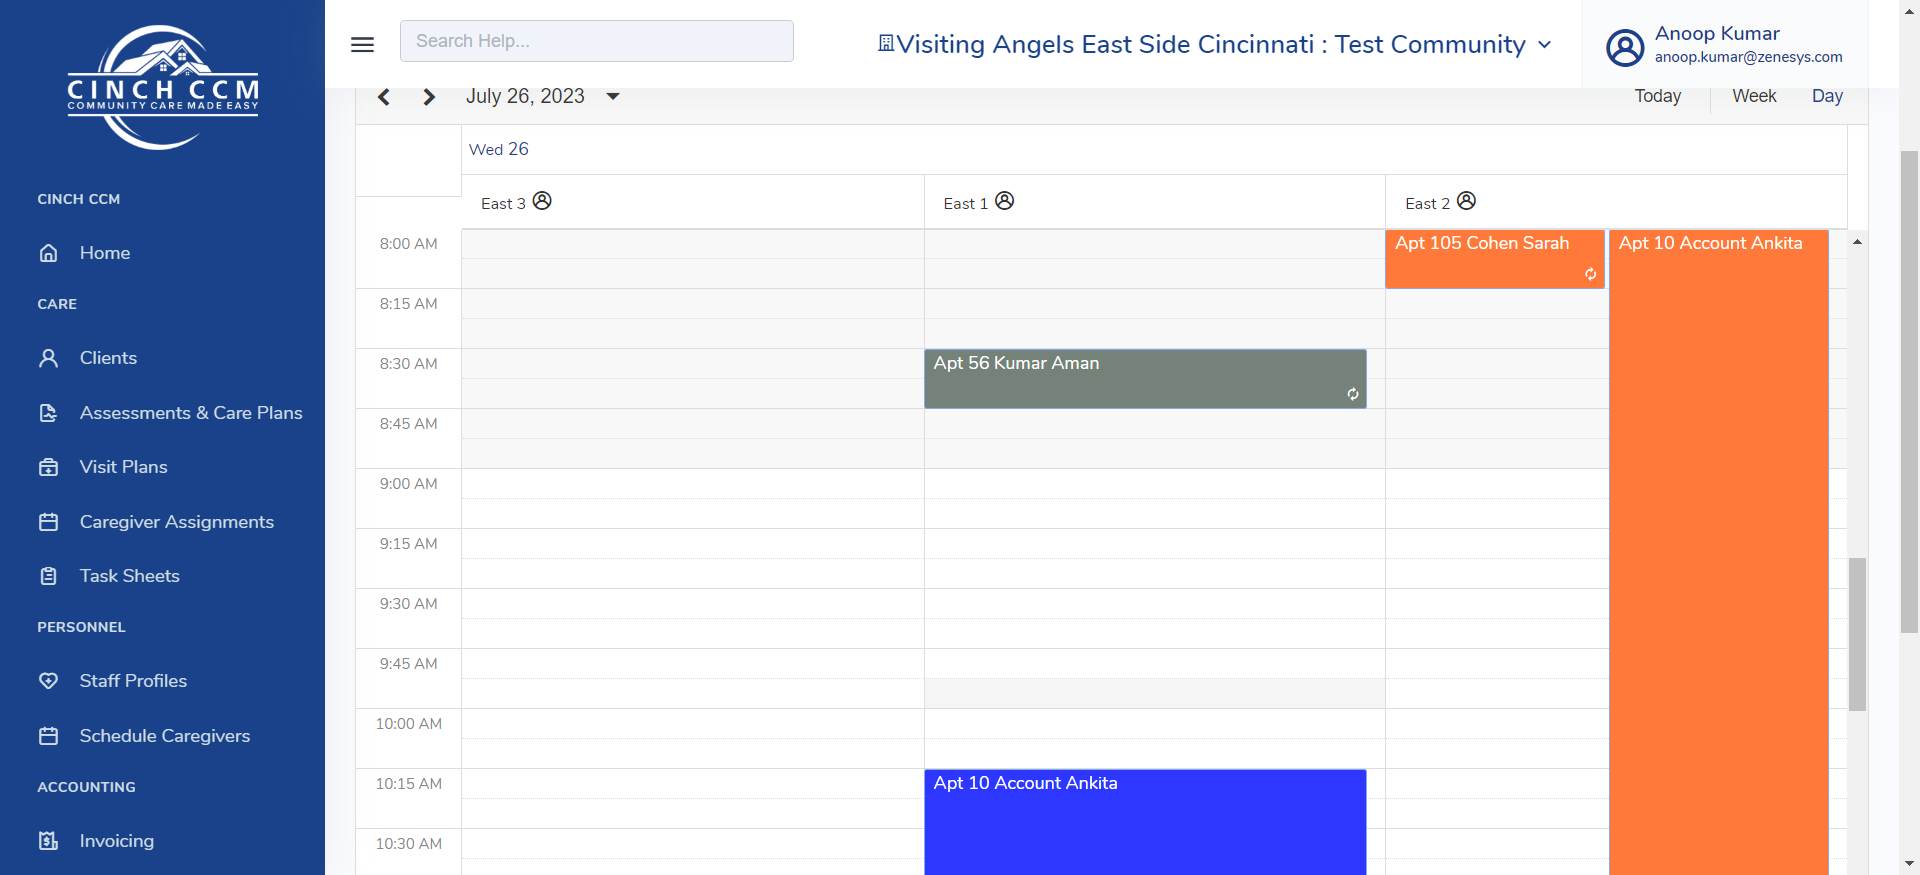 CINCH CCM
COMMUNITY CARE MADE EASY
CINCH CCM
Home
CARE
Clients
Assessments & Care Plans
Visit Plans
Caregiver Assignments
Task Sheets
PERSONNEL
Staff Profiles
Schedule Caregivers
ACCOUNTING
Invoicing
Search Help...
Visiting Angels East Side Cincinnati : Test Community
Anoop Kumar
anoop.kumar@zenesys.com
July 26, 2023
Today
Week
Day
Wed 26
East 3
East 1
East 2
8:00 AM
Apt 105 Cohen Sarah
Apt 10 Account Ankita
8:15 AM
8:30 AM
Apt 56 Kumar Aman
8:45 AM
9:00 AM
9:15 AM
9:30 AM
9:45 AM
10:00 AM
10:15 AM
Apt 10 Account Ankita
10:30 AM